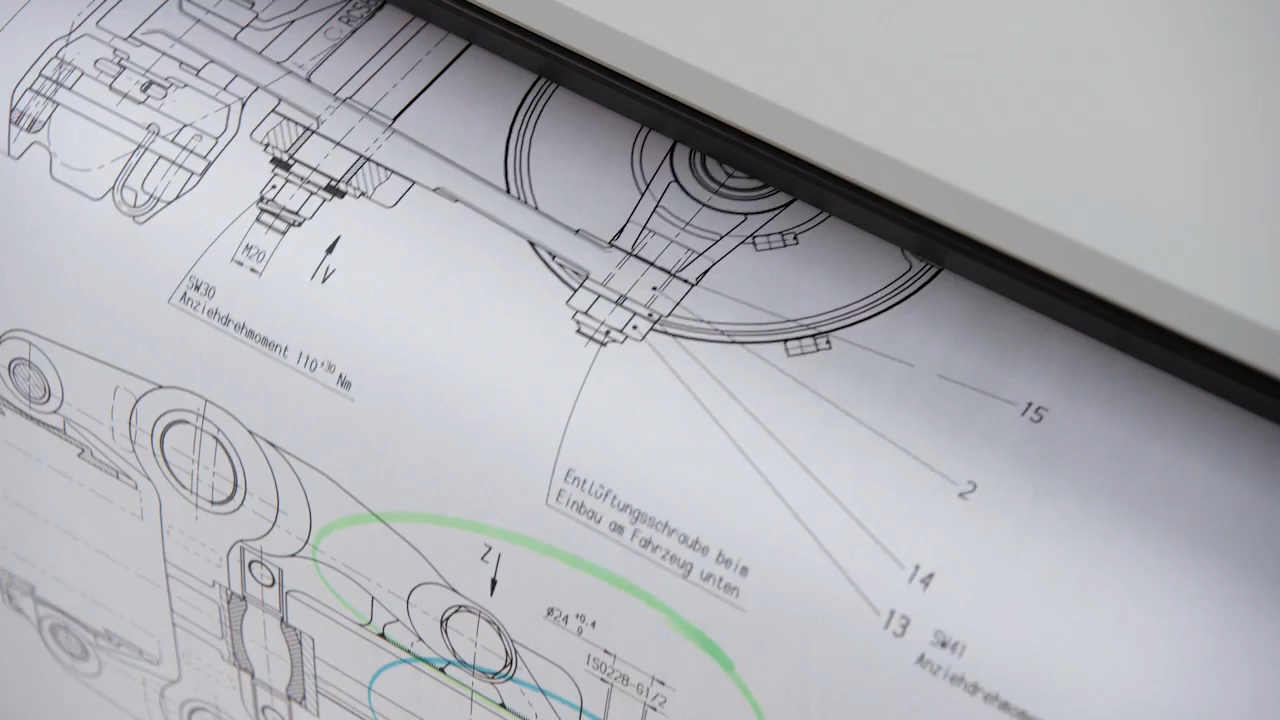 M20
V
SW30
Anziehdrehmoment 110 +30 Nm
15
2
Entlüftungsschraube beim
Einbau am Fahrzeug unten
14
13
SW41
Z
ø24 +0.4 0
ISO228-G1/2